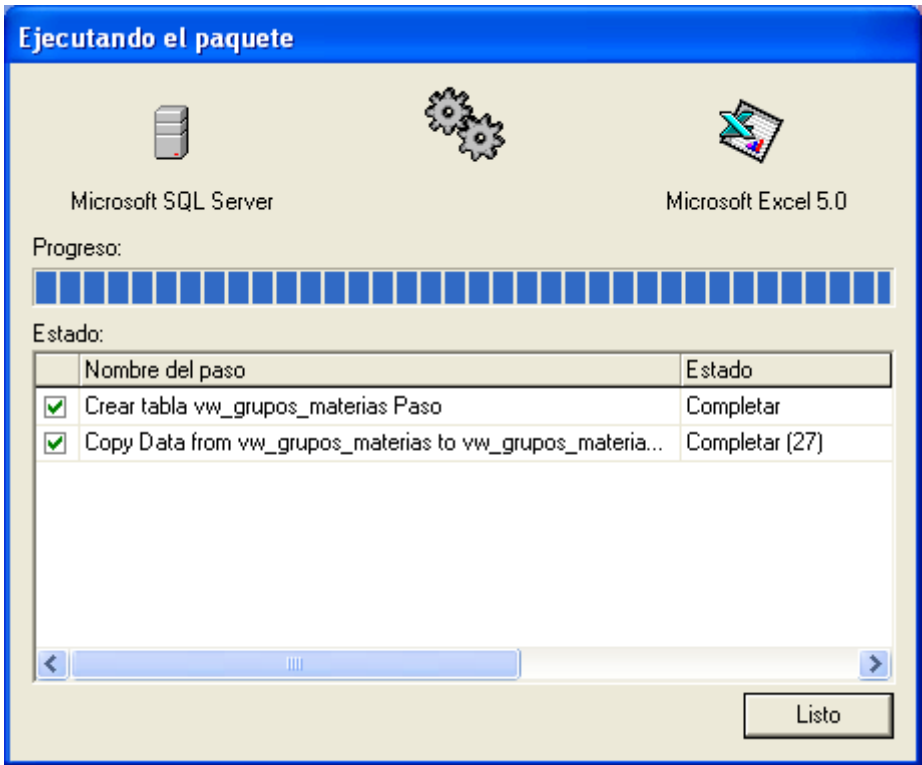 Ejecutando el paquete
Microsoft SQL Server
Microsoft Excel 5.0
Progreso:
Estado:
Nombre del paso Estado
Crear tabla vw_grupos_materias Paso Completar
Copy Data from vw_grupos_materias to vw_grupos_materia... Completar (27)
Listo